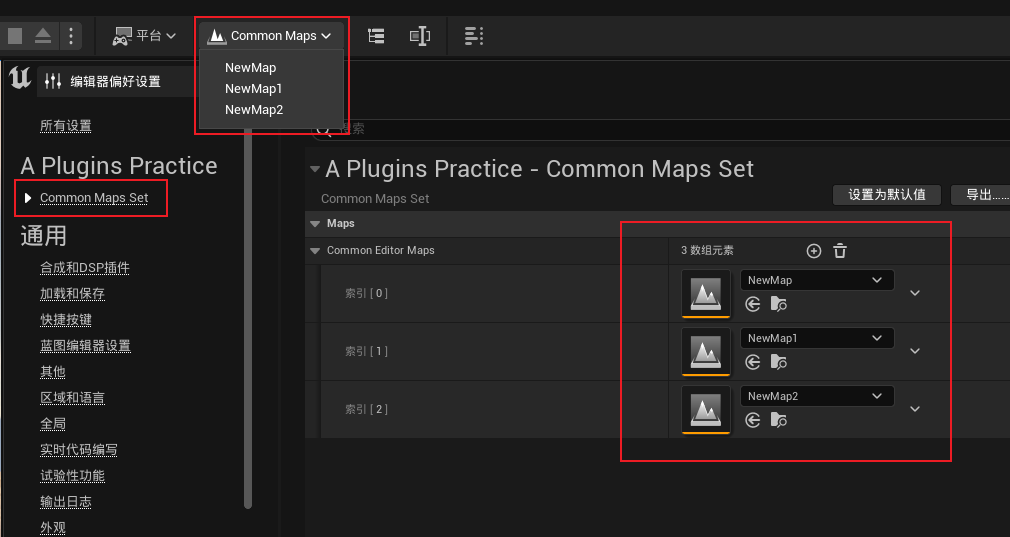 平台
Common Maps
NewMap
NewMap1
NewMap2
编辑器偏好设置
所有设置
搜索
A Plugins Practice
Common Maps Set
通用
合成和DSP插件
加载和保存
快捷按键
蓝图编辑器设置
其他
区域和语言
全局
实时代码编写
试验性功能
输出日志
外观
A Plugins Practice - Common Maps Set
Common Maps Set
设置为默认值
导出......
Maps
Common Editor Maps
3 数组元素
索引 [ 0 ]
NewMap
索引 [ 1 ]
NewMap1
索引 [ 2 ]
NewMap2